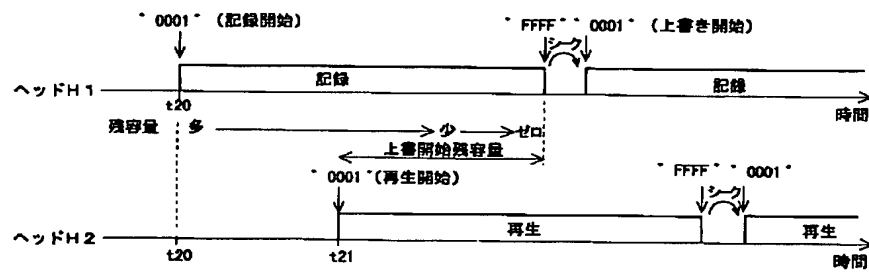 "0001"(記録開始)
"FFFF" "0001" (上書き開始)
シーク
記録
記録
ヘッドH1
t20
時間
残容量 多 少 ゼロ
上書開始残容量
"0001"(再生開始)
"FFFF" "0001"
シーク
再生
再生
ヘッドH2
t20
t21
時間